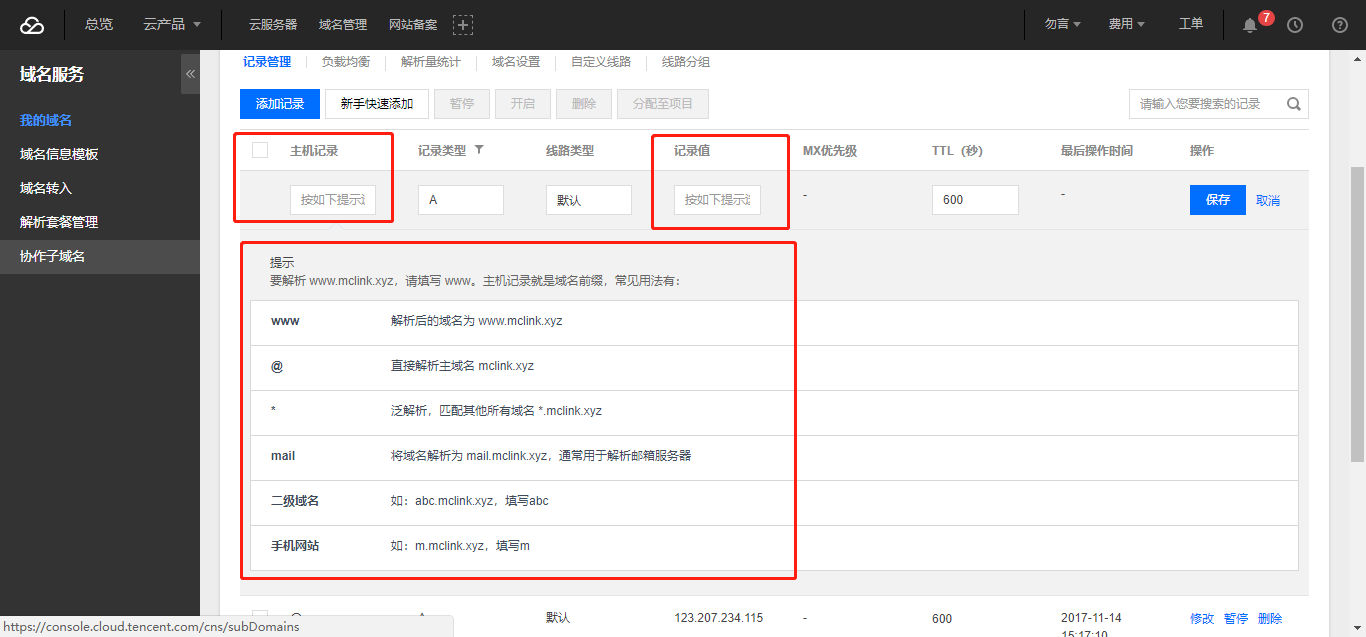 总览 云产品 云服务器 域名管理 网站备案 勿言 费用 工单 7
域名服务
我的域名
域名信息模板
域名转入
解析套餐管理
协作子域名
记录管理 负载均衡 解析量统计 域名设置 自定义线路 线路分组
添加记录 新手快速添加 暂停 开启 删除 分配至项目 请输入您要搜索的记录
主机记录 记录类型 线路类型 记录值 MX优先级 TTL（秒） 最后操作时间 操作
按如下提示 A 默认 按如下提示 - 600 - 保存 取消
提示
要解析 www.mclink.xyz，请填写 www。主机记录就是域名前缀，常见用法有：
www 解析后的域名为 www.mclink.xyz
@ 直接解析主域名 mclink.xyz
* 泛解析，匹配其他所有域名 *.mclink.xyz
mail 将域名解析为 mail.mclink.xyz，通常用于解析邮箱服务器
二级域名 如：abc.mclink.xyz，填写abc
手机网站 如：m.mclink.xyz，填写m
默认 123.207.234.115 - 600 2017-11-14 修改 暂停 删除
15:17:10
https://console.cloud.tencent.com/cns/subDomains